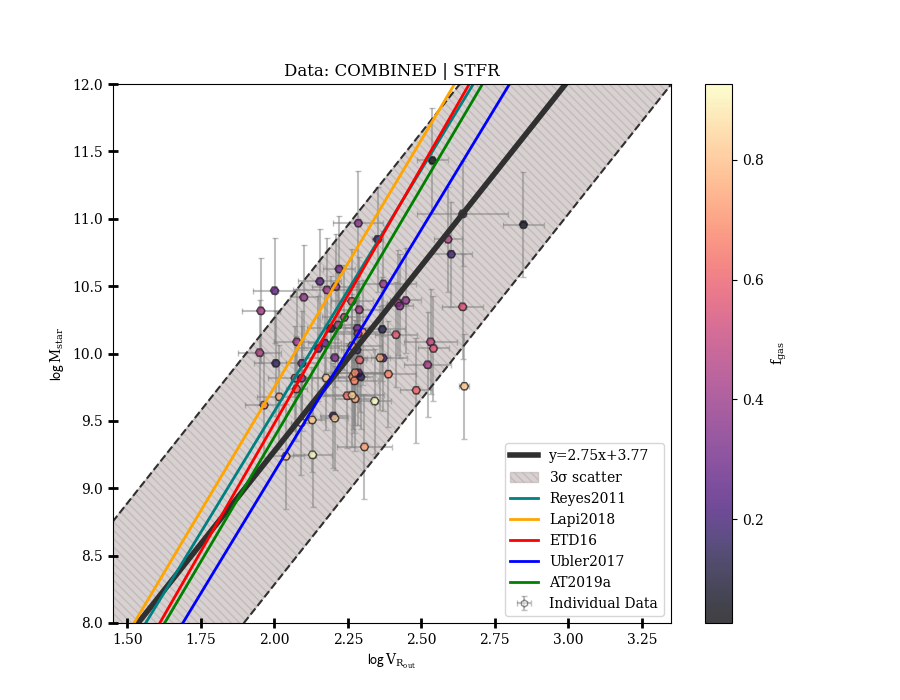 Data: COMBINED | STFR
12.0
11.5
11.0
10.5
10.0
9.5
9.0
8.5
8.0
log M_star
1.50 1.75 2.00 2.25 2.50 2.75 3.00 3.25
log V_R_out
y=2.75x+3.77
3σ scatter
Reyes2011
Lapi2018
ETD16
Ubler2017
AT2019a
Individual Data
0.8
0.6
0.4
0.2
f_gas